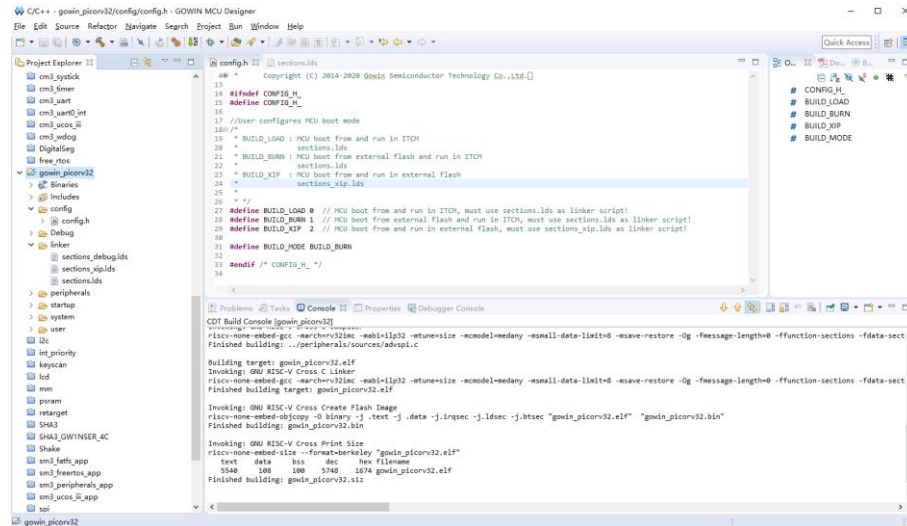 C/C++ - gowin_picorv32/config/config.h - GOWIN MCU Designer
File Edit Source Refactor Navigate Search Project Run Window Help
Quick Access
Project Explorer
cm3_systick
cm3_timer
cm3_uart
cm3_uart0_int
cm3_ucos_iii
cm3_wdog
DigitalSeg
free_rtos
gowin_picorv32
Binaries
Includes
config
config.h
Debug
linker
sections_debug.lds
sections_xip.lds
sections.lds
peripherals
startup
system
user
i2c
int_priority
keyscan
lcd
mm
psram
retarget
SHA3
SHA3_GW1NSER_4C
Shake
sm3_fatfs_app
sm3_freertos_app
sm3_peripherals_app
sm3_ucos_iii_app
spi
gowin_picorv32
config.h sections.lds
4 * Copyright (C) 2014-2020 Gowin Semiconductor Technology Co.,Ltd.
13
14 #ifndef CONFIG_H_
15 #define CONFIG_H_
16
17 //User configures MCU boot mode
18 /*
19 * BUILD_LOAD : MCU boot from and run in ITCM
20 * sections.lds
21 * BUILD_BURN : MCU boot from external flash and run in ITCM
22 * sections.lds
23 * BUILD_XIP : MCU boot from and run in external flash
24 * sections_xip.lds
25 *
26 * */
27 #define BUILD_LOAD 0 // MCU boot from and run in ITCM, must use sections.lds as linker script!
28 #define BUILD_BURN 1 // MCU boot from external flash and run in ITCM, must use sections.lds as linker script!
29 #define BUILD_XIP 2 // MCU boot from and run in external flash, must use sections_xip.lds as linker script!
30
31 #define BUILD_MODE BUILD_BURN
32
33 #endif /* CONFIG_H_ */
34
O... Do... B...
# CONFIG_H_
# BUILD_LOAD
# BUILD_BURN
# BUILD_XIP
# BUILD_MODE
Problems Tasks Console Properties Debugger Console
CDT Build Console [gowin_picorv32]
riscv-none-embed-gcc -march=rv32imc -mabi=ilp32 -mtune=size -mcmodel=medany -msmall-data-limit=8 -msave-restore -Og -fmessage-length=0 -ffunction-sections -fdata-sect
Finished building: ../peripherals/sources/advspi.c
Building target: gowin_picorv32.elf
Invoking: GNU RISC-V Cross C Linker
riscv-none-embed-gcc -march=rv32imc -mabi=ilp32 -mtune=size -mcmodel=medany -msmall-data-limit=8 -msave-restore -Og -fmessage-length=0 -ffunction-sections -fdata-sect
Finished building target: gowin_picorv32.elf
Invoking: GNU RISC-V Cross Create Flash Image
riscv-none-embed-objcopy -O binary -j .text -j .data -j.irqsec -j.ldsec -j.btsec "gowin_picorv32.elf" "gowin_picorv32.bin"
Finished building: gowin_picorv32.bin
Invoking: GNU RISC-V Cross Print Size
riscv-none-embed-size --format=berkeley "gowin_picorv32.elf"
text data bss dec hex filename
5540 108 100 5748 1674 gowin_picorv32.elf
Finished building: gowin_picorv32.siz